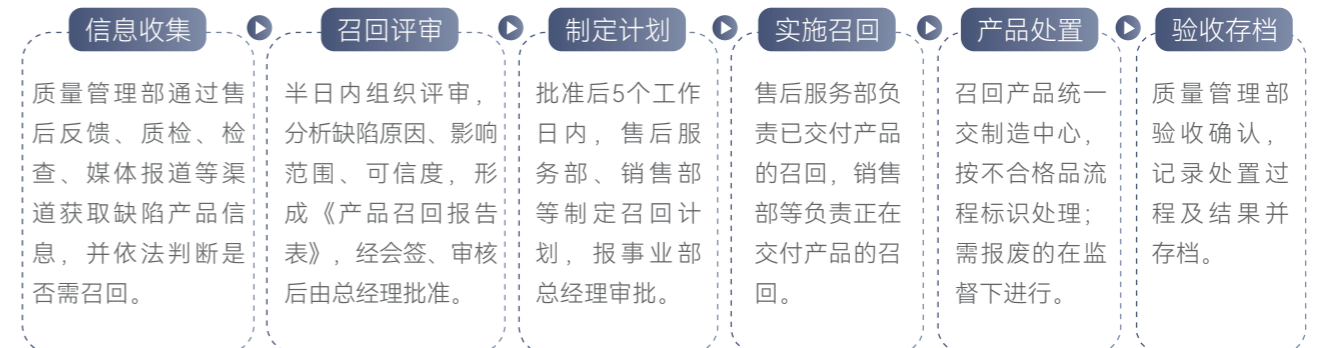 信息收集
质量管理部通过售
后反馈、质检、检
查、媒体报道等渠
道获取缺陷产品信
息，并依法判断是
否需召回。
召回评审
半日内组织评审，
分析缺陷原因、影响
范围、可信度，形
成《产品召回报告
表》，经会签、审核
后由总经理批准。
制定计划
批准后5个工作
日内，售后服
务部、销售部
等制定召回计
划，报事业部
总经理审批。
实施召回
售后服务部负
责已交付产品
的召回，销售
部等负责正在
交付产品的召
回。
产品处置
召回产品统一
交制造中心，
按不合格品流
程标识处理；
需报废的在监
督下进行。
验收存档
质量管理部
验收确认，
记录处置过
程及结果并
存档。